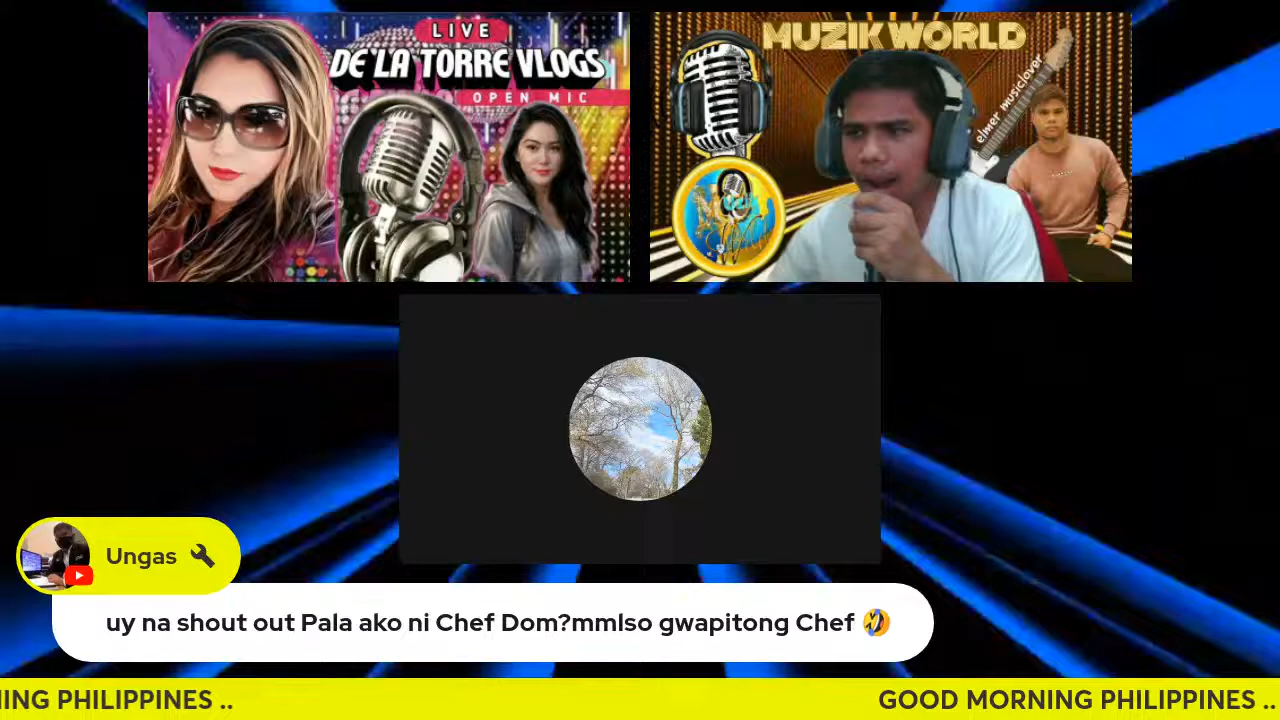 LIVE
DE'LA TORRE VLOGS
OPEN MIC
MUZIK WORLD
elmer musiclover
Ungas
uy na shout out Pala ako ni Chef Dom?mmlso gwapitong Chef 🤣
NING PHILIPPINES ..
GOOD MORNING PHILIPPINES ..